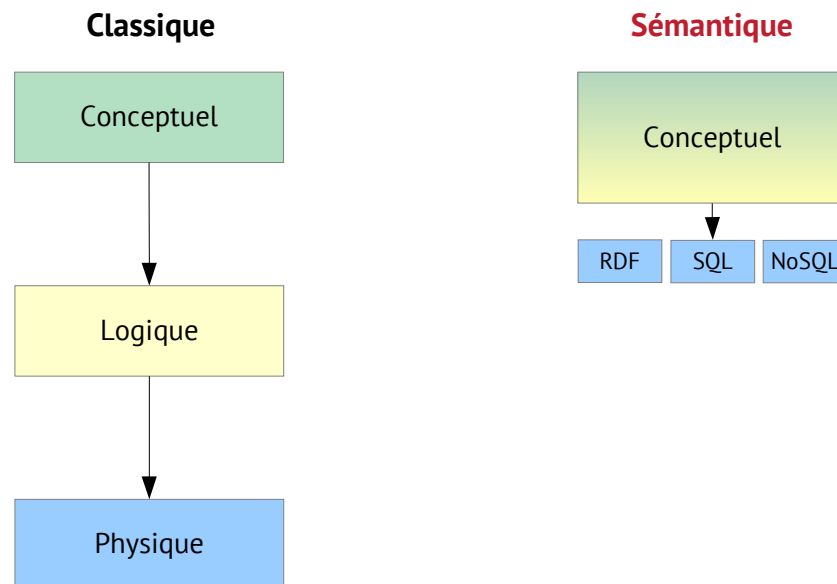 Classique
Conceptuel
Logique
Physique
Sémantique
Conceptuel
RDF
SQL
NoSQL